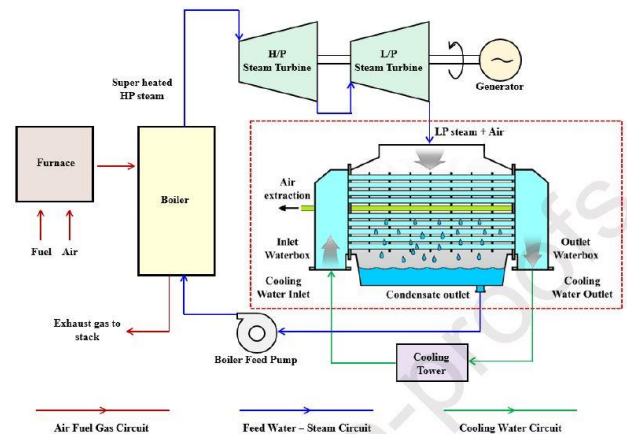 H/P
Steam Turbine
L/P
Steam Turbine
Generator
Super heated
HP steam
LP steam + Air
Furnace
Boiler
Air
extraction
Fuel
Air
Inlet
Waterbox
Outlet
Waterbox
Cooling
Water Inlet
Condensate outlet
Cooling
Water Outlet
Exhaust gas to
stack
Boiler Feed Pump
Cooling
Tower
Air Fuel Gas Circuit
Feed Water – Steam Circuit
Cooling Water Circuit
-proofs